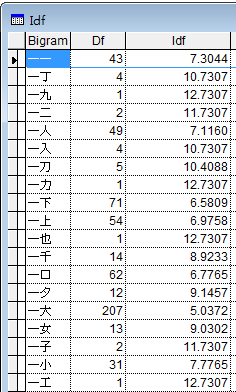 Idf
Bigram Df Idf
一一 43 7.3044
一丁 4 10.7307
一九 1 12.7307
一二 2 11.7307
一人 49 7.1160
一入 4 10.7307
一刀 5 10.4088
一力 1 12.7307
一下 71 6.5809
一上 54 6.9758
一也 1 12.7307
一千 14 8.9233
一口 62 6.7765
一夕 12 9.1457
一大 207 5.0372
一女 13 9.0302
一子 2 11.7307
一小 31 7.7765
一工 1 12.7307